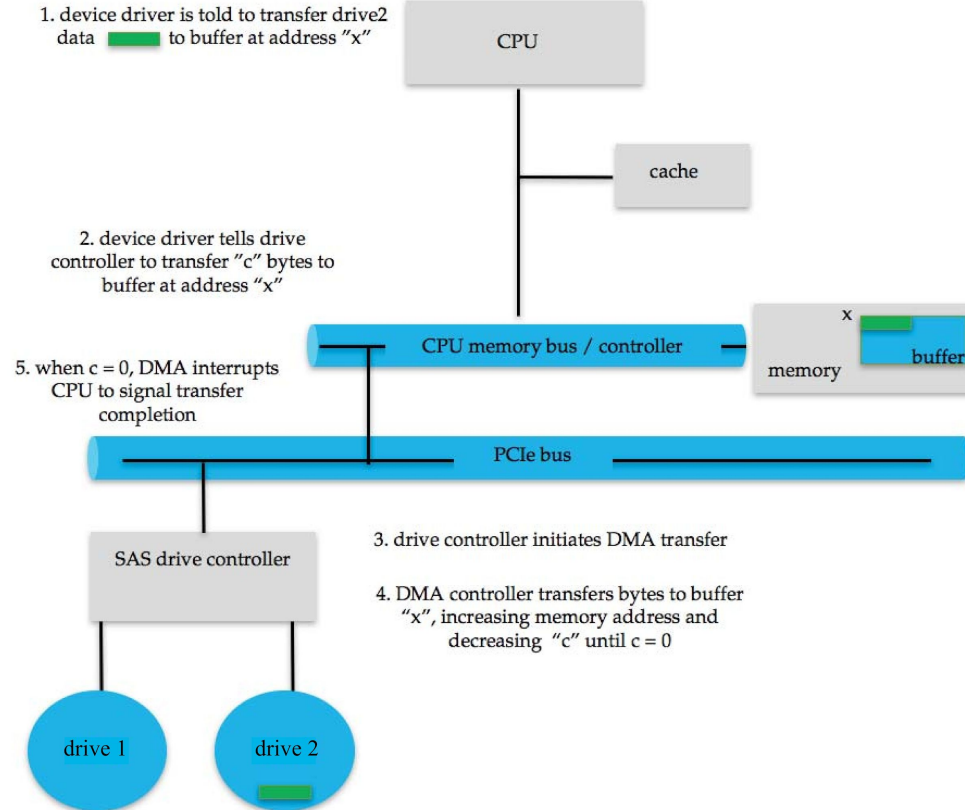 1. device driver is told to transfer drive2
data to buffer at address “x”
CPU
cache
2. device driver tells drive
controller to transfer “c” bytes to
buffer at address “x”
CPU memory bus / controller
x
buffer
memory
5. when c = 0, DMA interrupts
CPU to signal transfer
completion
PCIe bus
3. drive controller initiates DMA transfer
SAS drive controller
4. DMA controller transfers bytes to buffer
“x”, increasing memory address and
decreasing “c” until c = 0
drive 1
drive 2